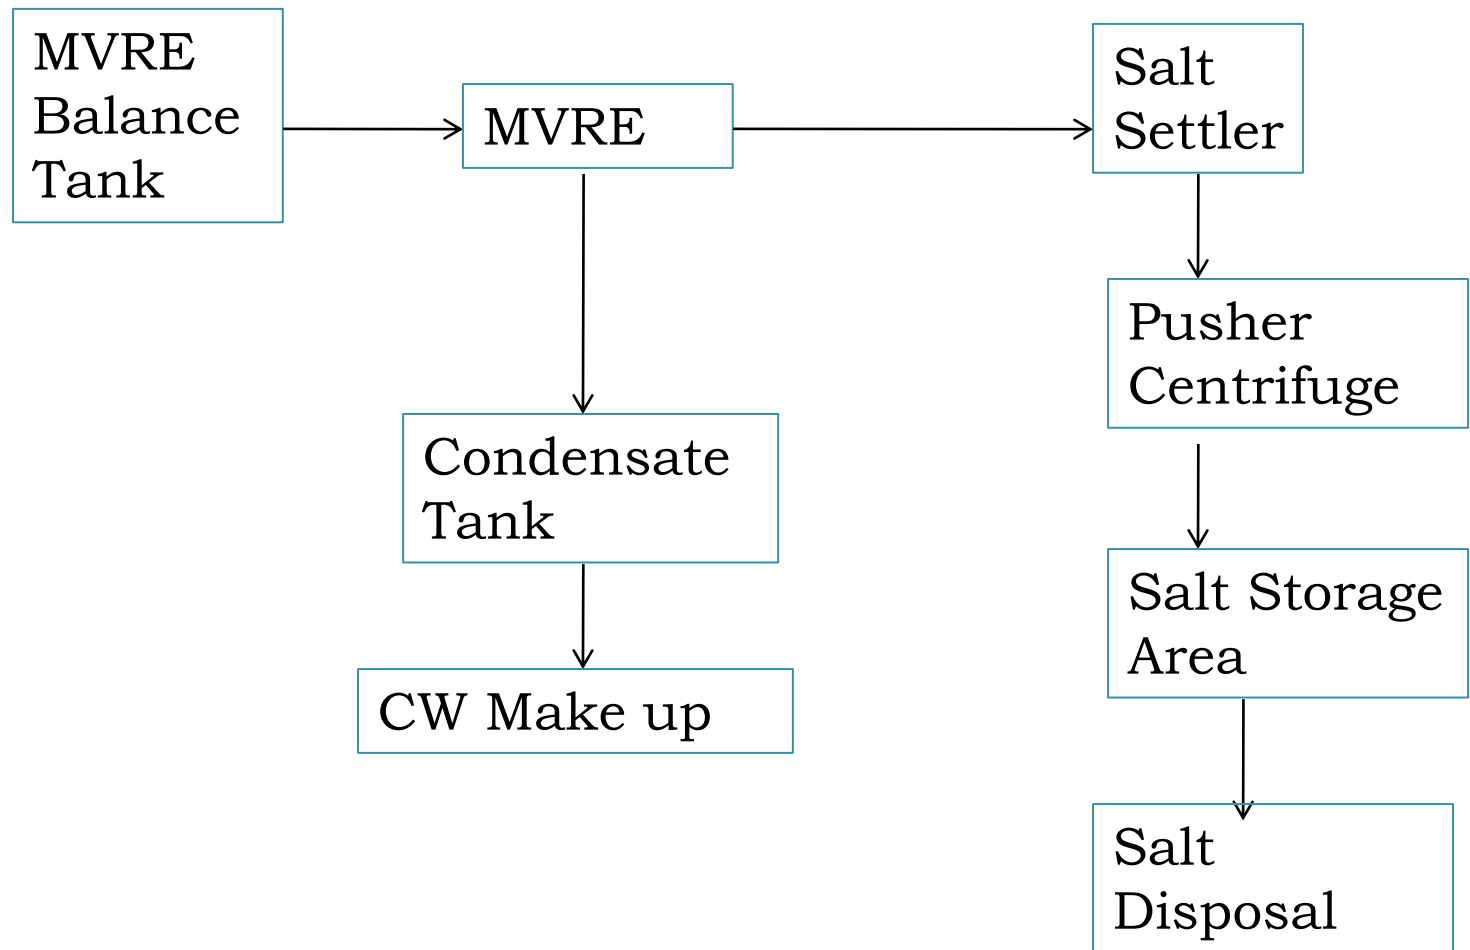 MVRE
Balance
Tank
MVRE
Salt
Settler
Pusher
Centrifuge
Condensate
Tank
Salt Storage
Area
CW Make up
Salt
Disposal